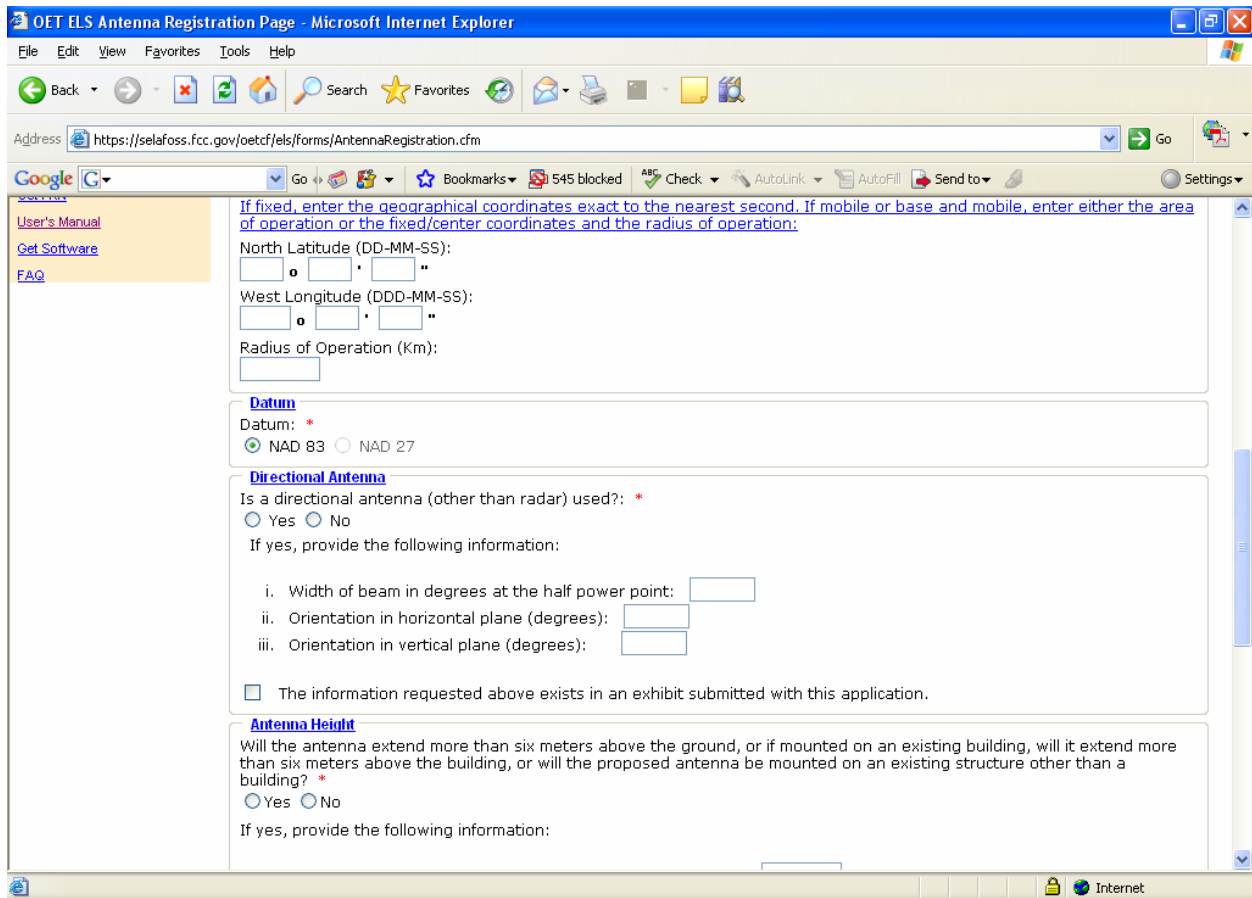 OET ELS Antenna Registration Page - Microsoft Internet Explorer
File Edit View Favorites Tools Help
Back Search Favorites
Address https://selafoss.fcc.gov/oetcf/els/forms/AntennaRegistration.cfm Go
Google G Go Bookmarks 545 blocked ABC Check AutoLink AutoFill Send to Settings
User's Manual
Get Software
FAQ
If fixed, enter the geographical coordinates exact to the nearest second. If mobile or base and mobile, enter either the area
of operation or the fixed/center coordinates and the radius of operation:
North Latitude (DD-MM-SS):
o ' "
West Longitude (DDD-MM-SS):
o ' "
Radius of Operation (Km):
Datum
Datum: *
NAD 83 NAD 27
Directional Antenna
Is a directional antenna (other than radar) used?: *
Yes No
If yes, provide the following information:
i. Width of beam in degrees at the half power point:
ii. Orientation in horizontal plane (degrees):
iii. Orientation in vertical plane (degrees):
The information requested above exists in an exhibit submitted with this application.
Antenna Height
Will the antenna extend more than six meters above the ground, or if mounted on an existing building, will it extend more
than six meters above the building, or will the proposed antenna be mounted on an existing structure other than a
building? *
Yes No
If yes, provide the following information:
Internet